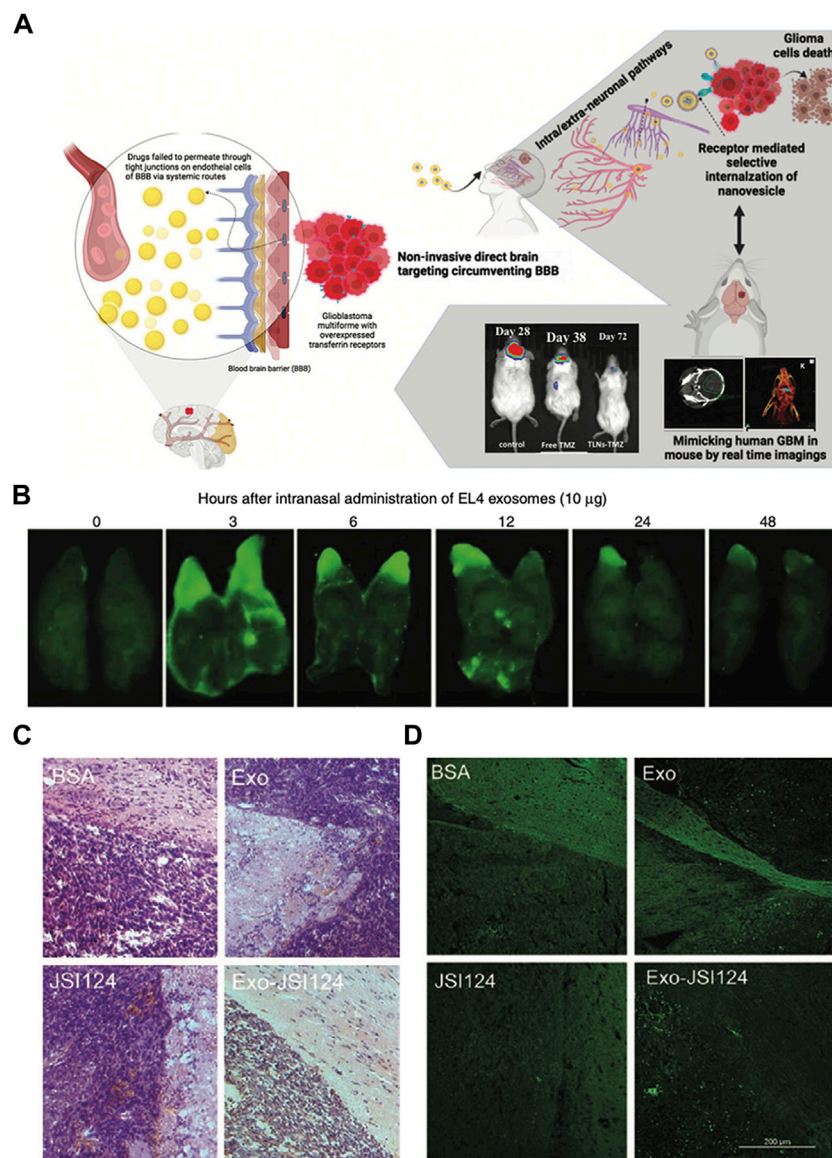 A
Drugs failed to permeate through
tight junctions on endotheial cells
of BBB via systemic routes
Glioblastoma
multiforme with
overexpressed
transferrin receptors
Blood brain barrier (BBB)
Non-invasive direct brain
targeting circumventing BBB
Intra/extra-neuronal pathways
Glioma
cells death
Receptor mediated
selective
internalzation of
nanovesicle
Day 28
Day 38
Day 72
control
Free TMZ
TLNs-TMZ
K
Mimicking human GBM in
mouse by real time imagings
B
Hours after intranasal administration of EL4 exosomes (10 µg)
0 3 6 12 24 48
C
BSA
Exo
JSI124
Exo-JSI124
D
BSA
Exo
JSI124
Exo-JSI124
200 µm